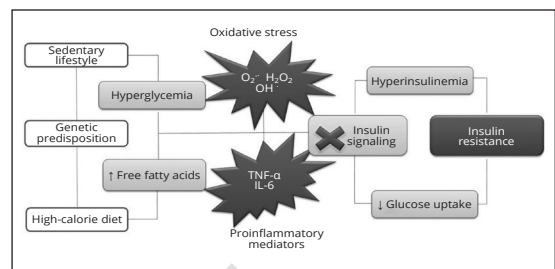 Oxidative stress
Sedentary
lifestyle
O₂⁻ H₂O₂
OH
Hyperglycemia
Hyperinsulinemia
Genetic
predisposition
Insulin
signaling
Insulin
resistance
↑ Free fatty acids
TNF-α
IL-6
High-calorie diet
↓ Glucose uptake
Proinflammatory
mediators